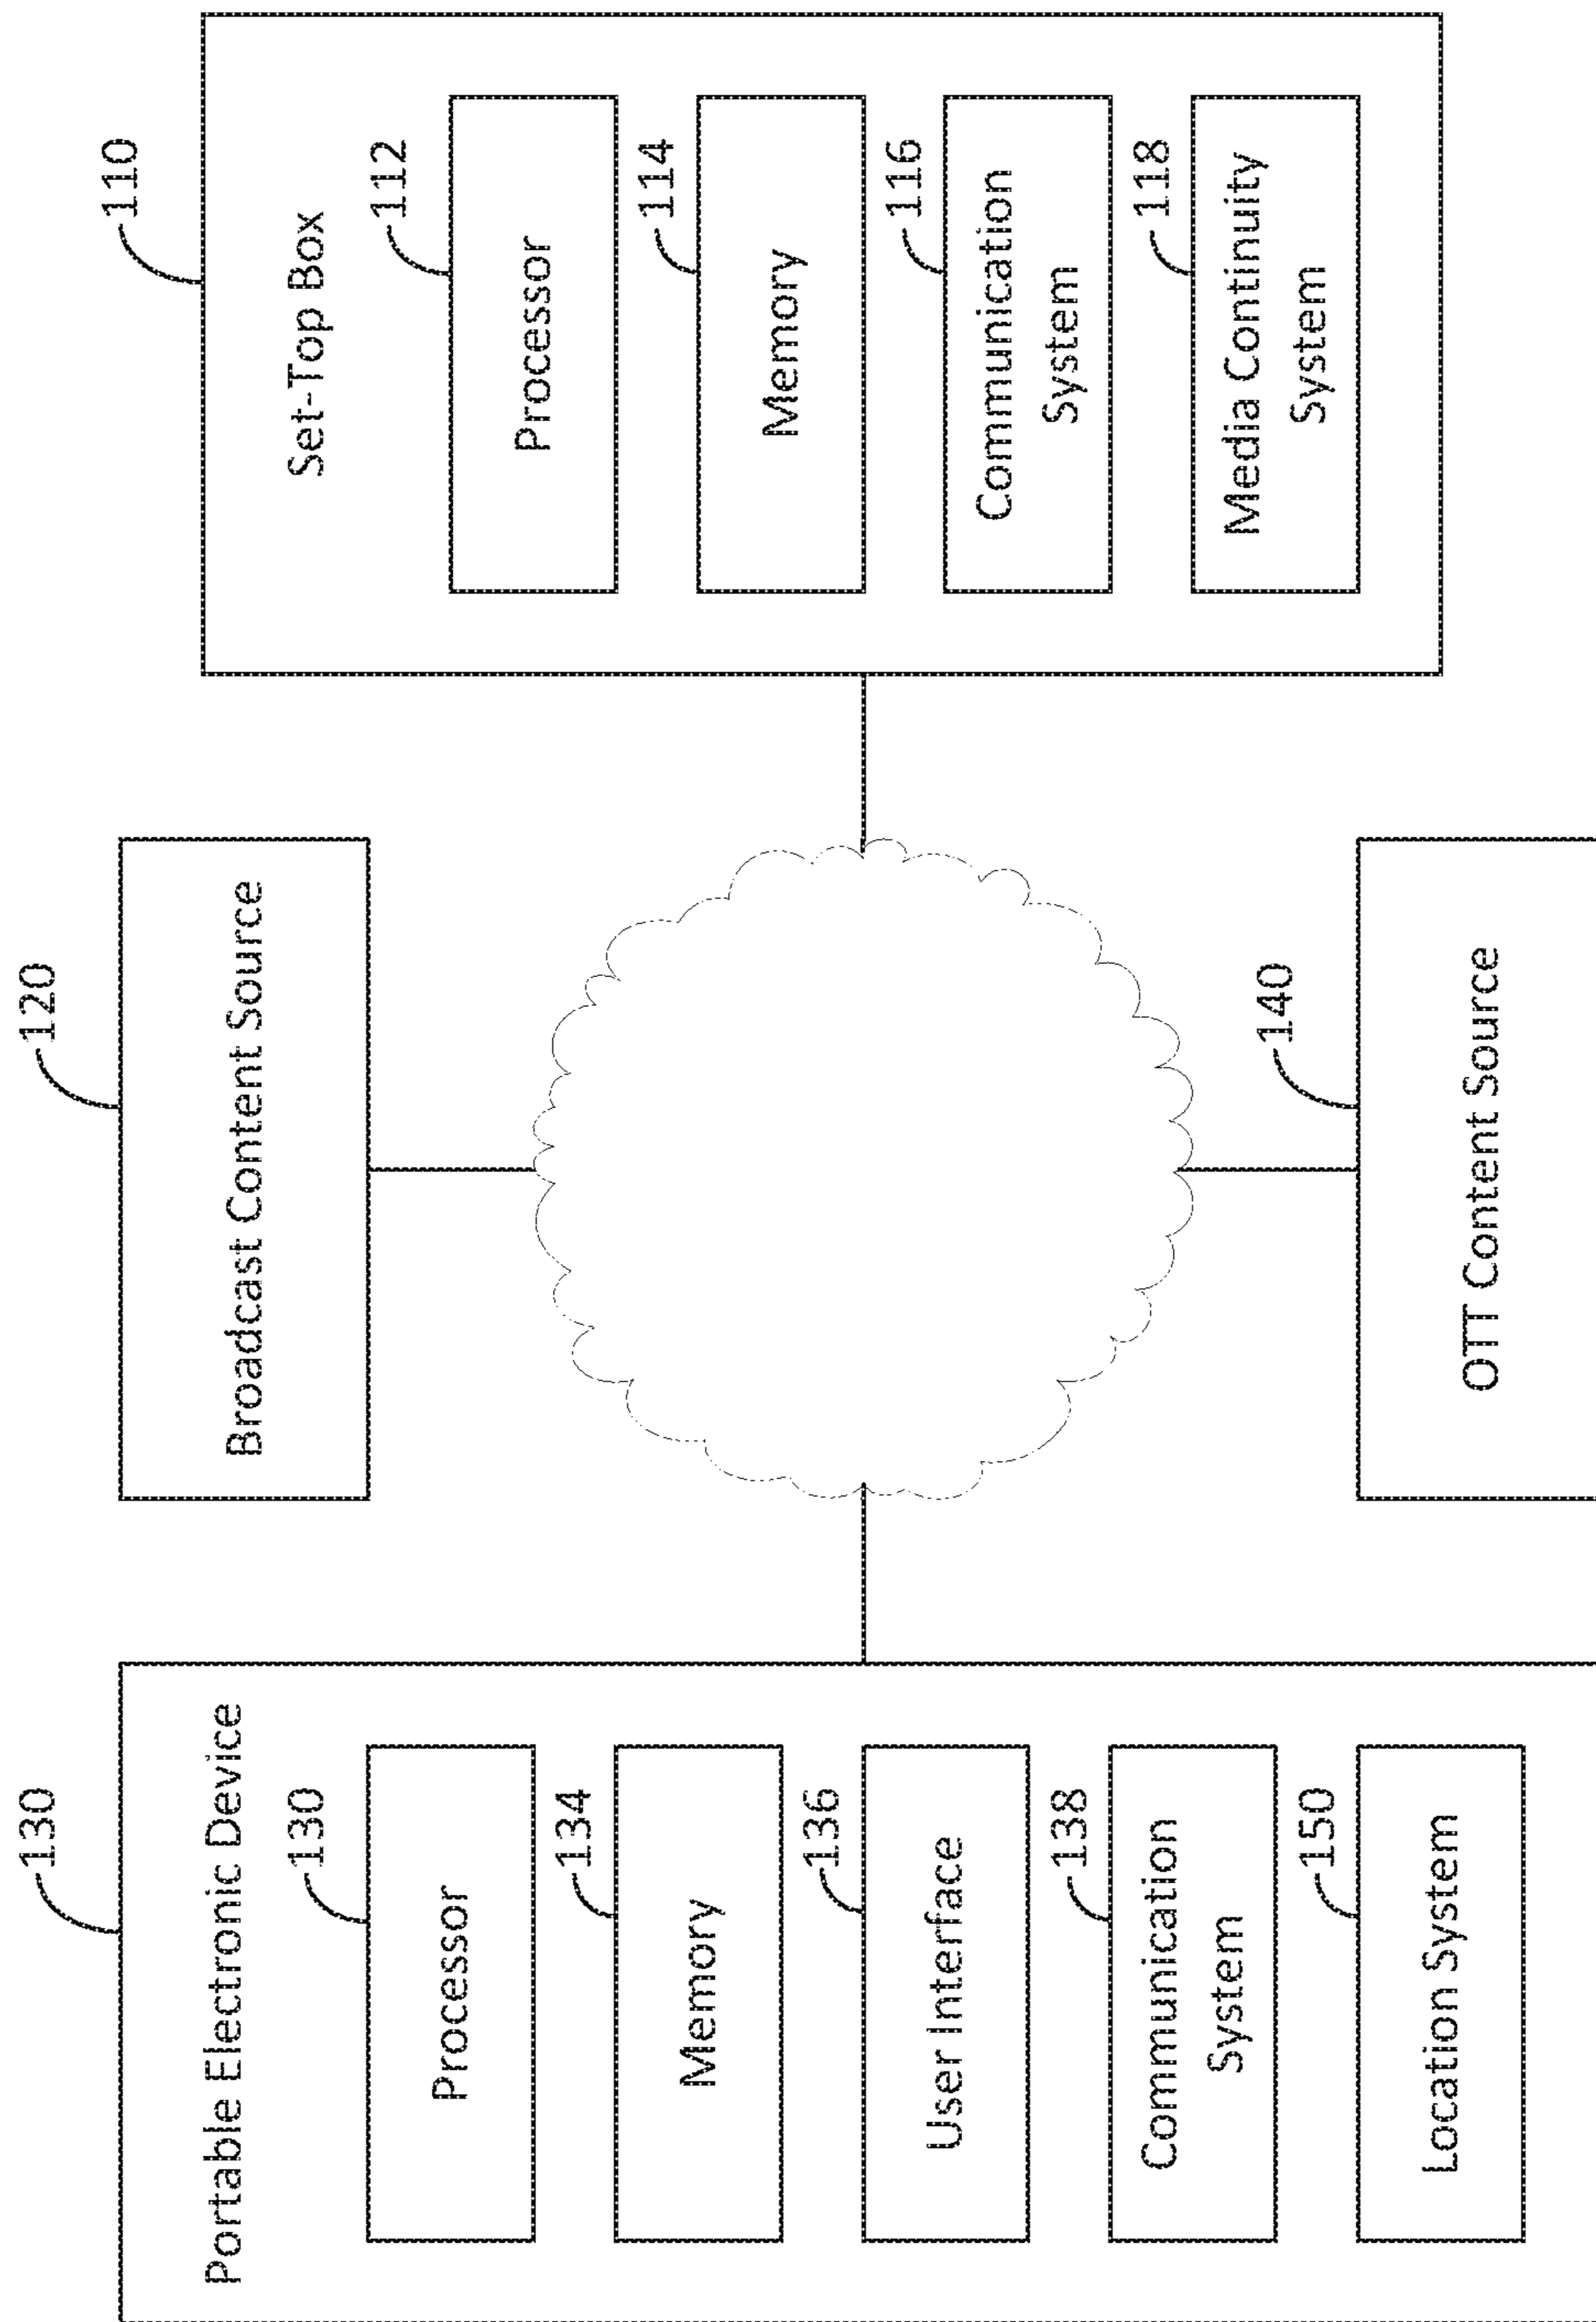 130
Portable Electronic Device
130
Processor
134
Memory
136
User Interface
138
Communication
System
150
Location System
120
Broadcast Content Source
140
OTT Content Source
110
Set-Top Box
112
Processor
114
Memory
116
Communication
System
118
Media Continuity
System